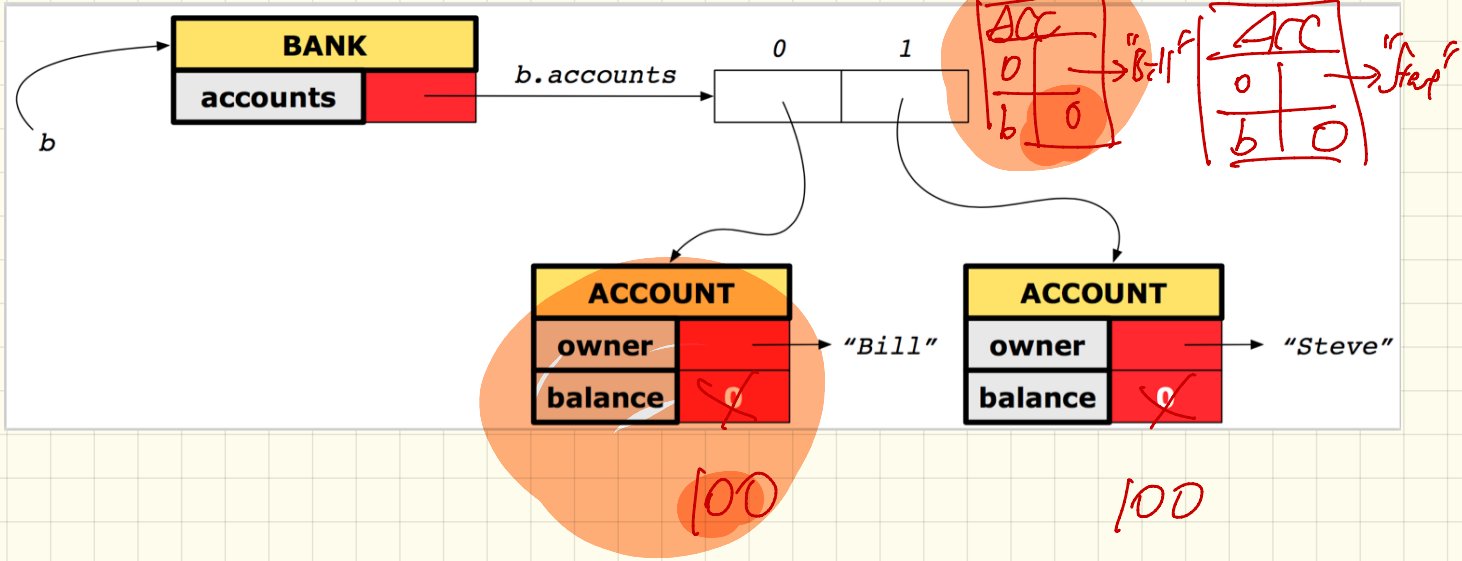 BANK
accounts
b
b.accounts
0 1
ACC
0 "Bill"
b 0
ACC
0
b 0
ACCOUNT
owner "Bill"
balance 0
100
ACCOUNT
owner "Steve"
balance 0
100